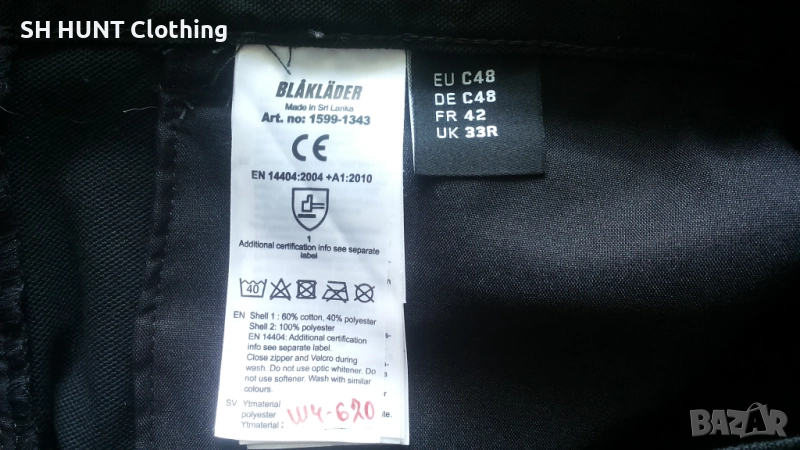 SH HUNT Clothing
BLÅKLÄDER
Made in Sri Lanka
Art. no: 1599-1343
CE
EN 14404:2004 +A1:2010
1
Additional certification info see separate
label
40
EN Shell 1 : 60% cotton, 40% polyester
Shell 2: 100% polyester
EN 14404: Additional certification
info see separate label.
Close zipper and Velcro during
wash. Do not use optic whitener. Do
not use softener. Wash with similar
colours.
SV Ytmaterial
polyester
Ytmaterial :
EU C48
DE C48
FR 42
UK 33R
BAZAR